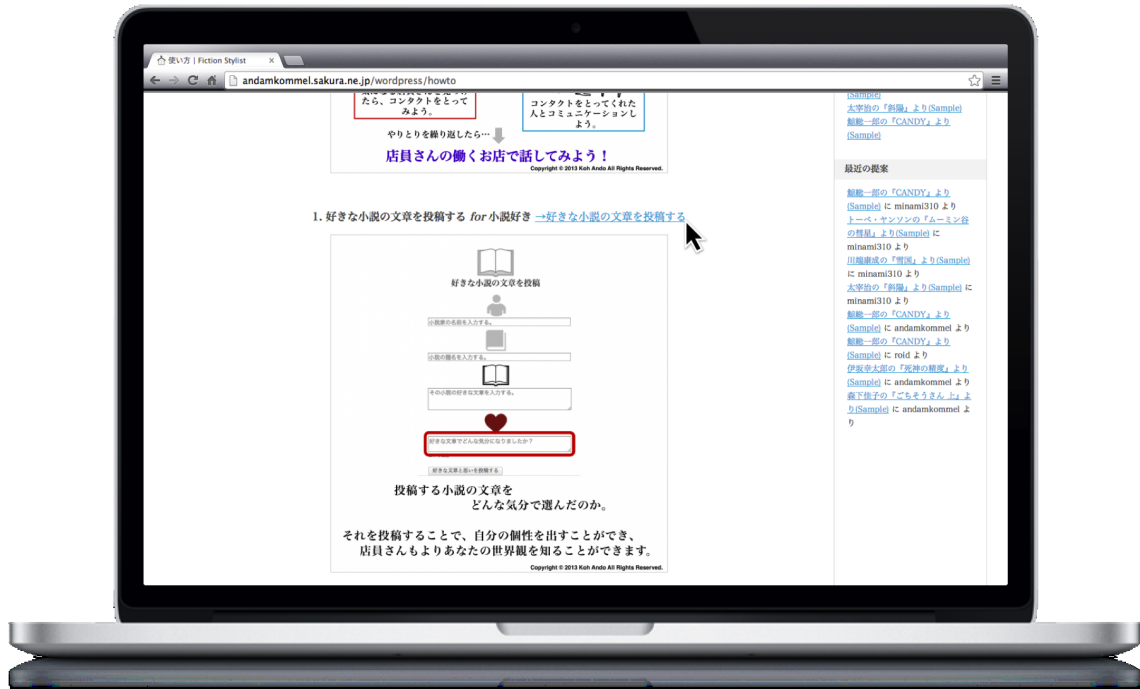 使い方 | Fiction Stylist
andamkommel.sakura.ne.jp/wordpress/howto
たら、コンタクトをとって
みよう。
コンタクトをとってくれた
人とコミュニケーションし
よう。
やりとりを繰り返したら…
店員さんの働くお店で話してみよう！
Copyright © 2013 Koh Ando All Rights Reserved.
1. 好きな小説の文章を投稿する for 小説好き →好きな小説の文章を投稿する
好きな小説の文章を投稿
小説家の名前を入力する。
小説の題名を入力する。
その小説の好きな文章を入力する。
好きな文章でどんな気分になりましたか？
好きな文章と思いを投稿する
投稿する小説の文章を
どんな気分で選んだのか。
それを投稿することで、自分の個性を出すことができ、
店員さんもよりあなたの世界観を知ることができます。
Copyright © 2013 Koh Ando All Rights Reserved.
(Sample)
太宰治の『斜陽』より(Sample)
鯨統一郎の『CANDY』より
(Sample)
最近の提案
鯨統一郎の『CANDY』より
(Sample) に minami310 より
トーベ・ヤンソンの『ムーミン谷
の彗星』より(Sample) に
minami310 より
川端康成の『雪国』より(Sample)
に minami310 より
太宰治の『斜陽』より(Sample) に
minami310 より
鯨統一郎の『CANDY』より
(Sample) に andamkommel より
鯨統一郎の『CANDY』より
(Sample) に roid より
伊坂幸太郎の『死神の精度』より
(Sample) に andamkommel より
森下佳子の『ごちそうさん 上』よ
り(Sample) に andamkommel よ
り